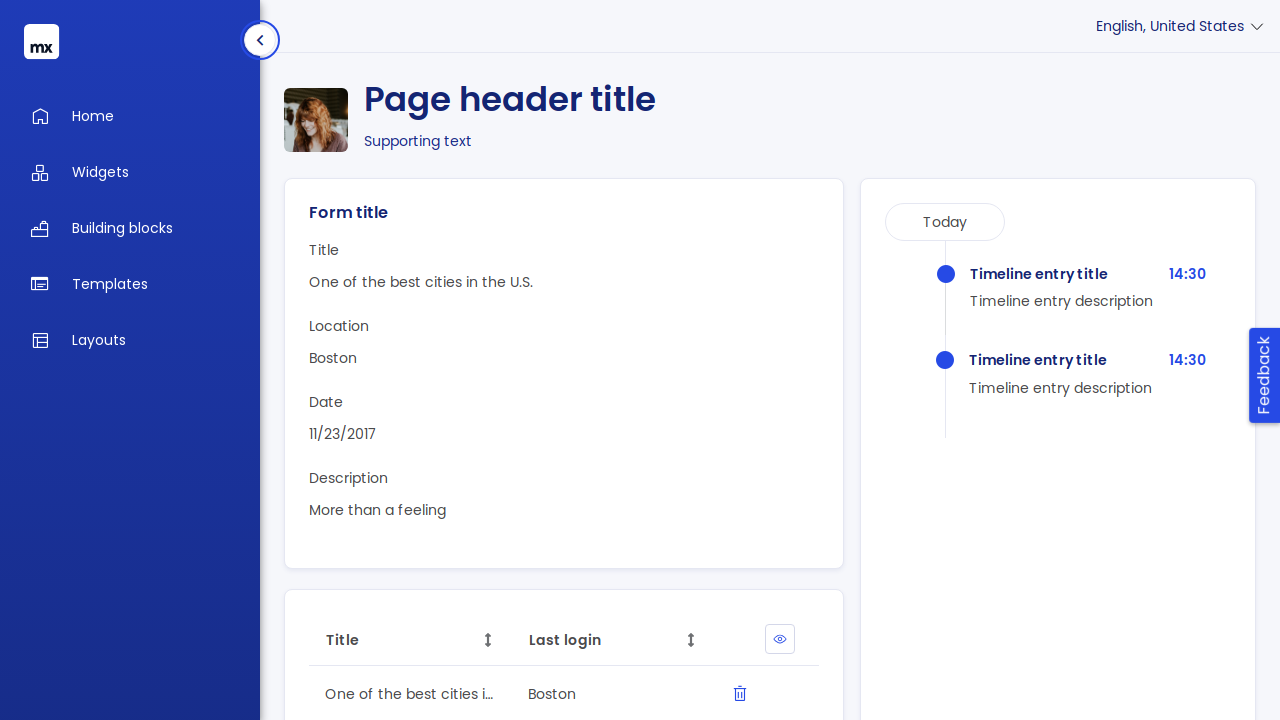 mx
Home
Widgets
Building blocks
Templates
Layouts
English, United States
Page header title
Supporting text
Form title
Title
One of the best cities in the U.S.
Location
Boston
Date
11/23/2017
Description
More than a feeling
Title
Last login
One of the best cities i...
Boston
Today
Timeline entry title 14:30
Timeline entry description
Timeline entry title 14:30
Timeline entry description
Feedback